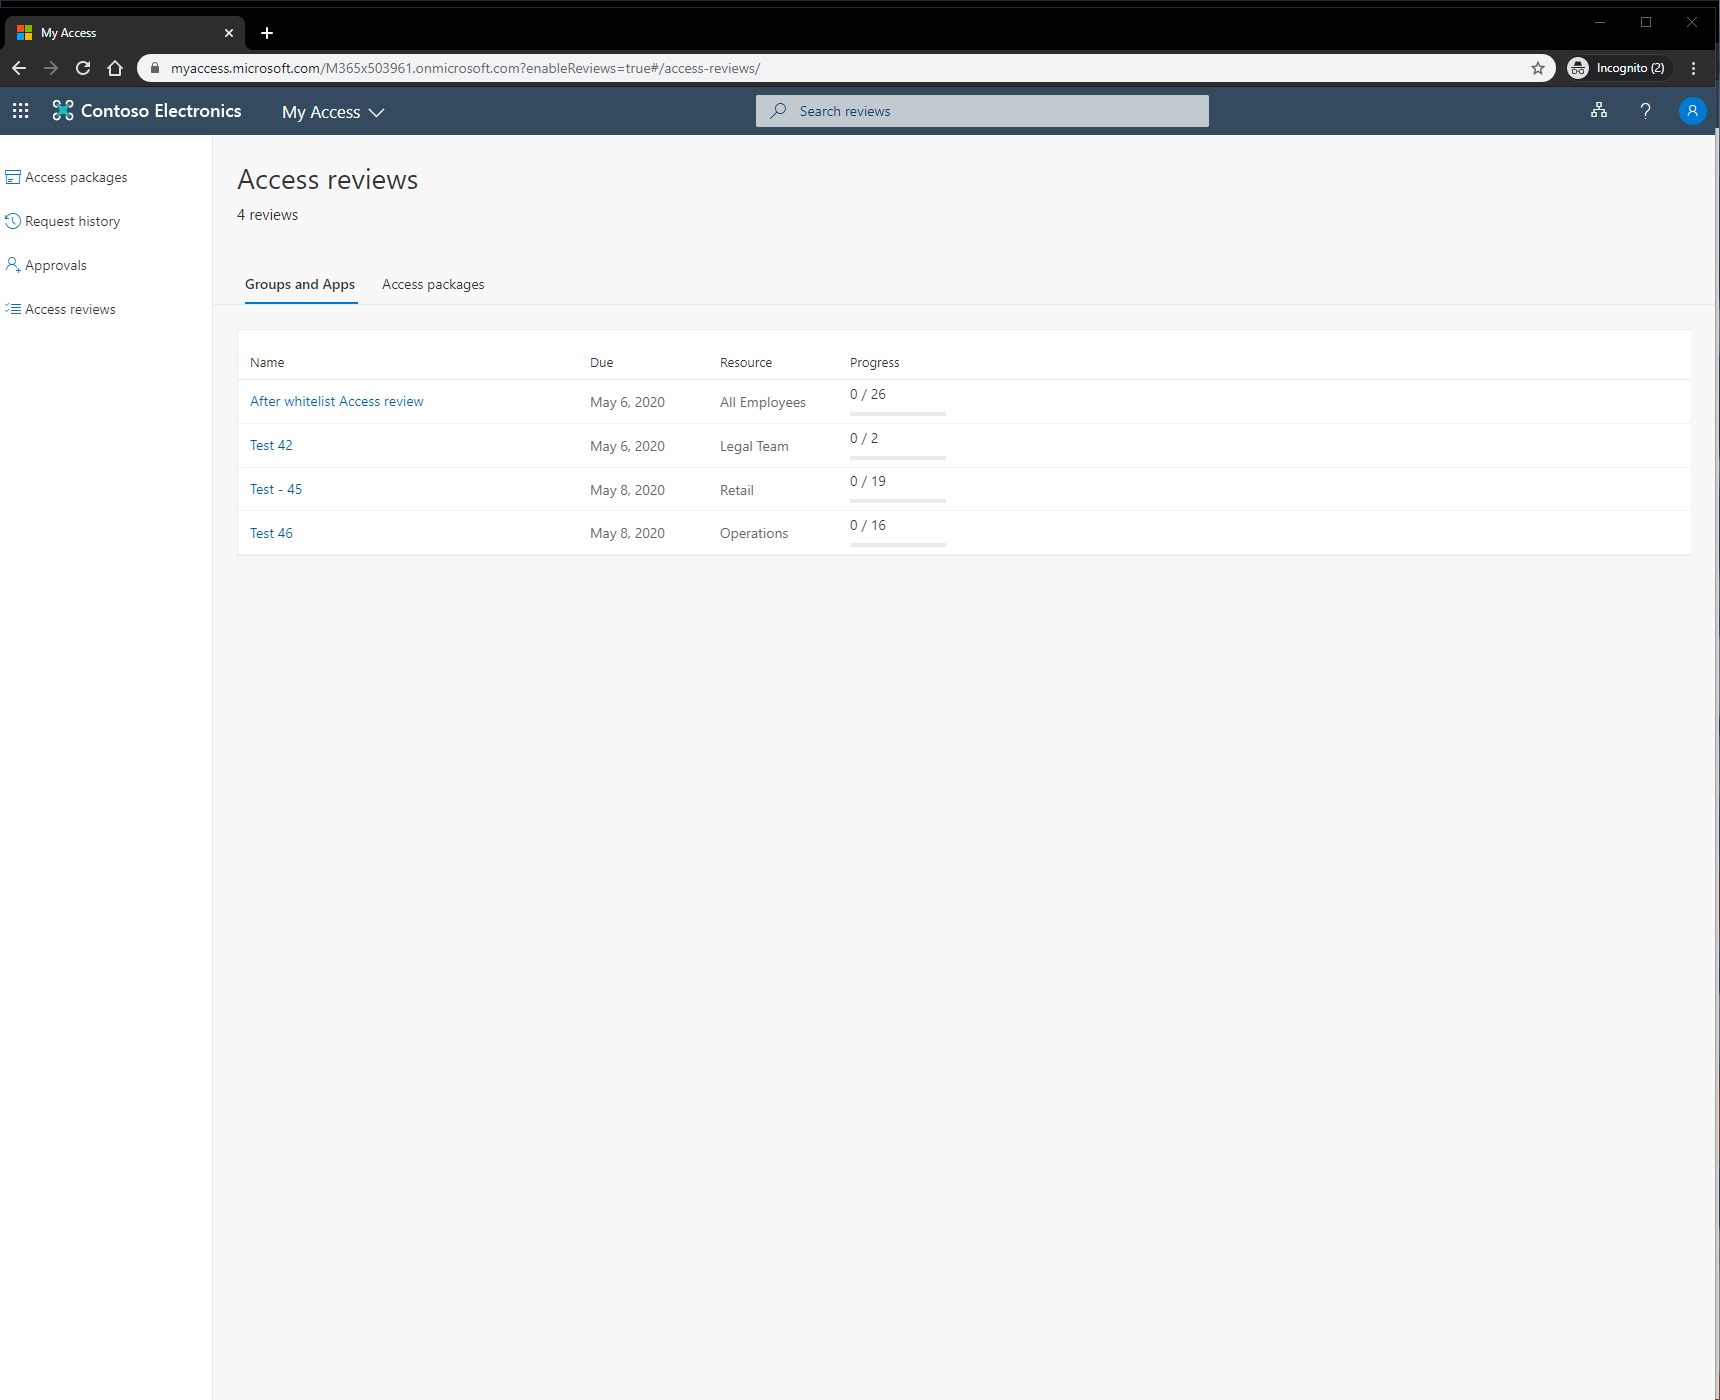 My Access
myaccess.microsoft.com/M365x503961.onmicrosoft.com?enableReviews=true#/access-reviews/
Incognito (2)
Contoso Electronics
My Access
Search reviews
?
Access packages
Request history
Approvals
Access reviews
Access reviews
4 reviews
Groups and Apps Access packages
Name Due Resource Progress
After whitelist Access review May 6, 2020 All Employees 0 / 26
Test 42 May 6, 2020 Legal Team 0 / 2
Test - 45 May 8, 2020 Retail 0 / 19
Test 46 May 8, 2020 Operations 0 / 16